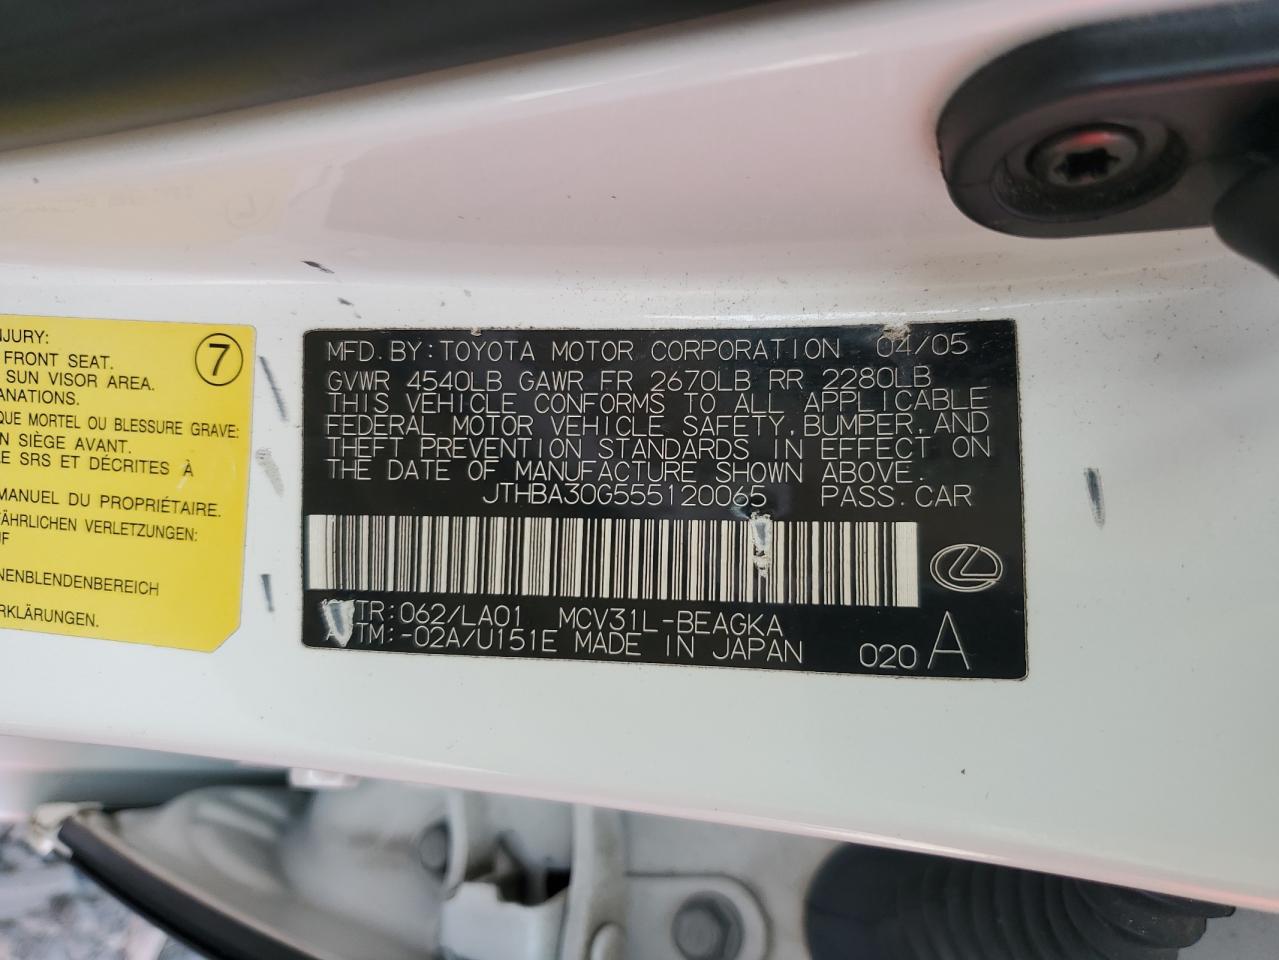 NJURY:
FRONT SEAT.
SUN VISOR AREA.
ANATIONS.
QUE MORTEL OU BLESSURE GRAVE:
N SIÈGE AVANT.
E SRS ET DÉCRITES À
MANUEL DU PROPRIÉTAIRE.
FÄHRLICHEN VERLETZUNGEN:
UF
NENBLENDENBEREICH
RKLÄRUNGEN.
7
MFD. BY: TOYOTA MOTOR CORPORATION 04/05
GVWR 4540LB GAWR FR 2670LB RR 2280LB
THIS VEHICLE CONFORMS TO ALL APPLICABLE
FEDERAL MOTOR VEHICLE SAFETY, BUMPER, AND
THEFT PREVENTION STANDARDS IN EFFECT ON
THE DATE OF MANUFACTURE SHOWN ABOVE.
JTHBA30G555120065 PASS. CAR
TR: 062/LA01 MCV31L-BEAGKA
A/TM: -02A/U151E MADE IN JAPAN 020 A